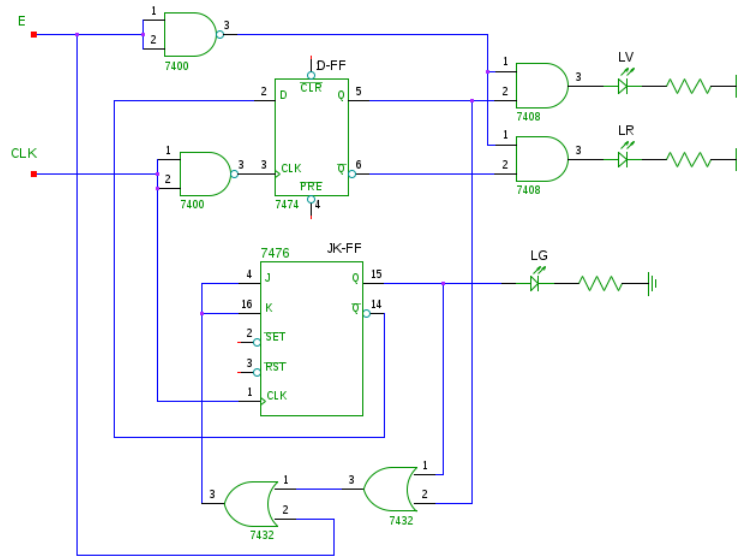 E
1
2
3
7400
D-FF
CLR
2
D
Q
5
1
2
3
7408
LV
CLK
1
2
3
7400
3
CLK
Q
6
PRE
7474
4
1
2
3
7408
LR
7476
JK-FF
4
J
Q
15
16
K
Q
14
2
SET
3
RST
1
CLK
LG
3
1
2
7432
3
1
2
7432